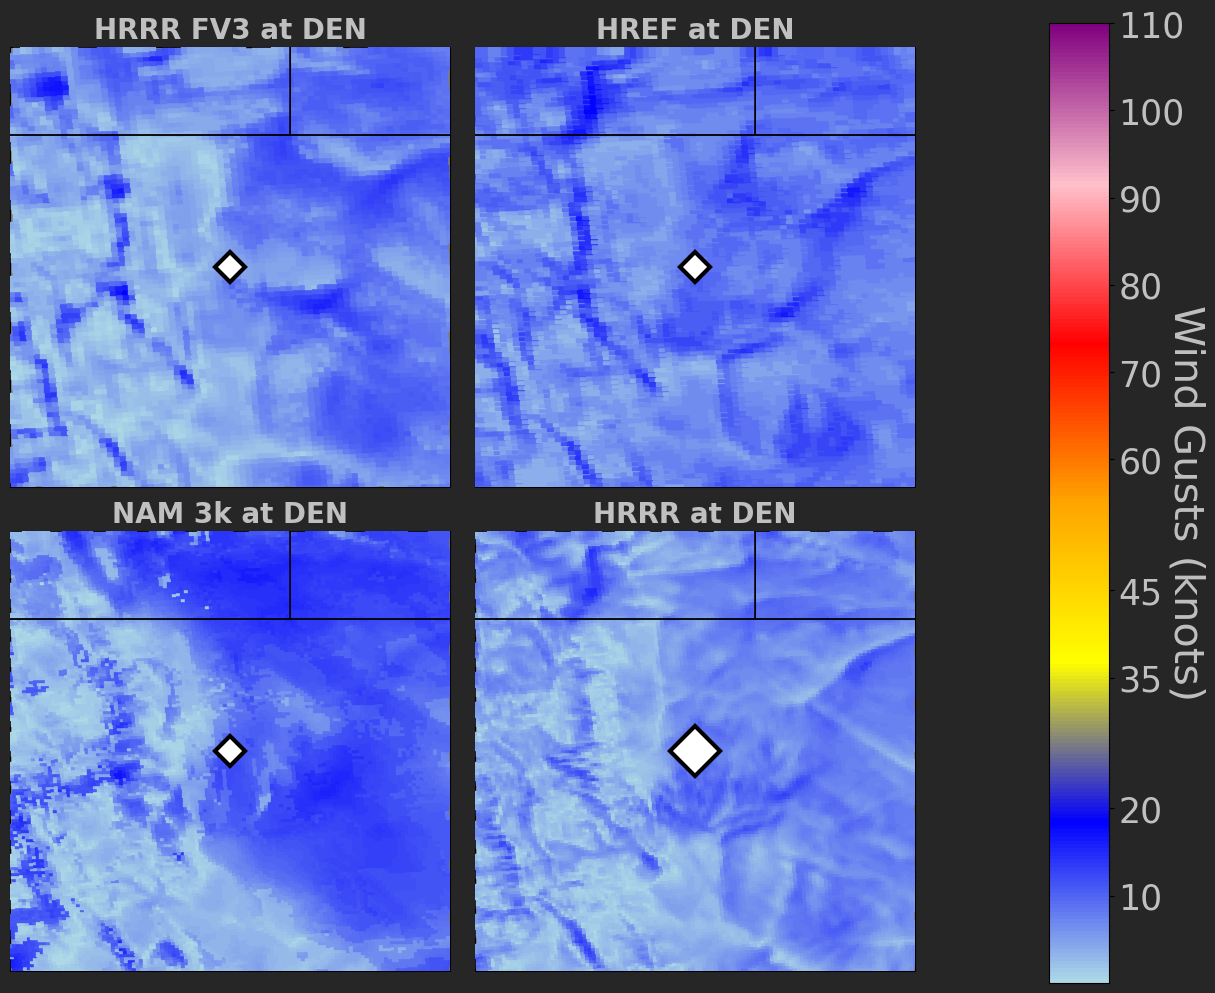 HRRR FV3 at DEN
HREF at DEN
NAM 3k at DEN
HRRR at DEN
110
100
90
80
70
60
45
35
20
10
Wind Gusts (knots)